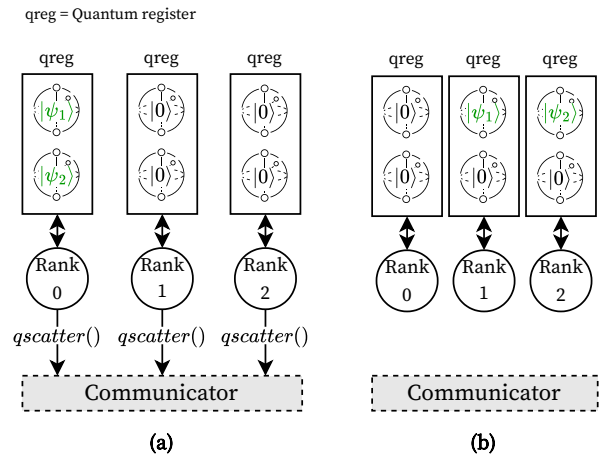 qreg = Quantum register
qreg qreg qreg
|ψ₁⟩ |0⟩ |0⟩
|ψ₂⟩ |0⟩ |0⟩
Rank 0 Rank 1 Rank 2
qscatter() qscatter() qscatter()
Communicator
(a)
qreg qreg qreg
|0⟩ |ψ₁⟩ |ψ₂⟩
|0⟩ |0⟩ |0⟩
Rank 0 Rank 1 Rank 2
Communicator
(b)